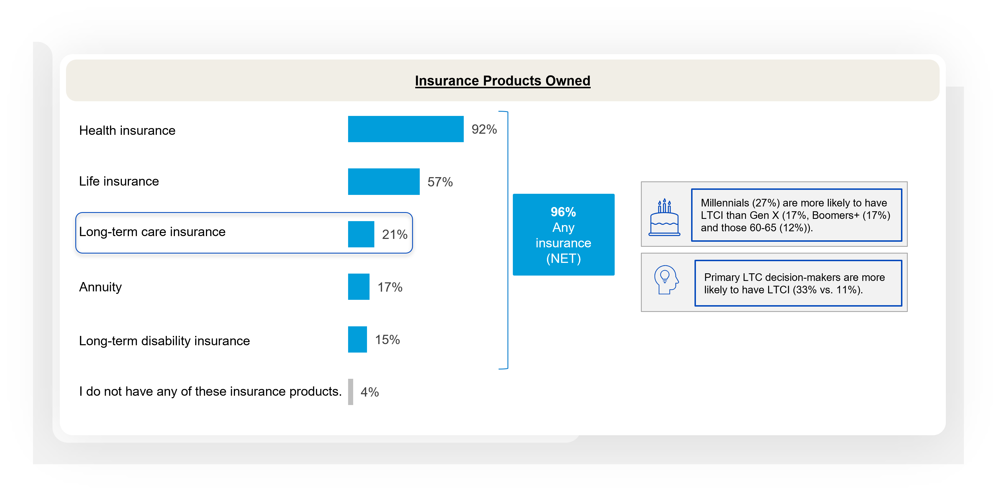 Insurance Products Owned
Health insurance
92%
Life insurance
57%
Long-term care insurance
21%
Annuity
17%
Long-term disability insurance
15%
I do not have any of these insurance products.
4%
96%
Any
insurance
(NET)
Millennials (27%) are more likely to have
LTCI than Gen X (17%, Boomers+ (17%)
and those 60-65 (12%)).
Primary LTC decision-makers are more
likely to have LTCI (33% vs. 11%).